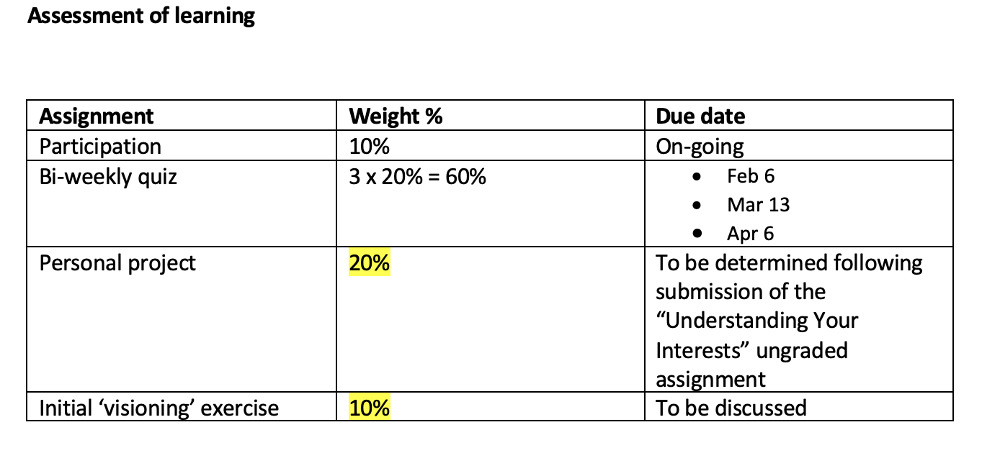 Assessment of learning
Assignment Weight % Due date
Participation 10% On-going
Bi-weekly quiz 3 x 20% = 60% • Feb 6
• Mar 13
• Apr 6
Personal project 20% To be determined following
submission of the
“Understanding Your
Interests” ungraded
assignment
Initial ‘visioning’ exercise 10% To be discussed